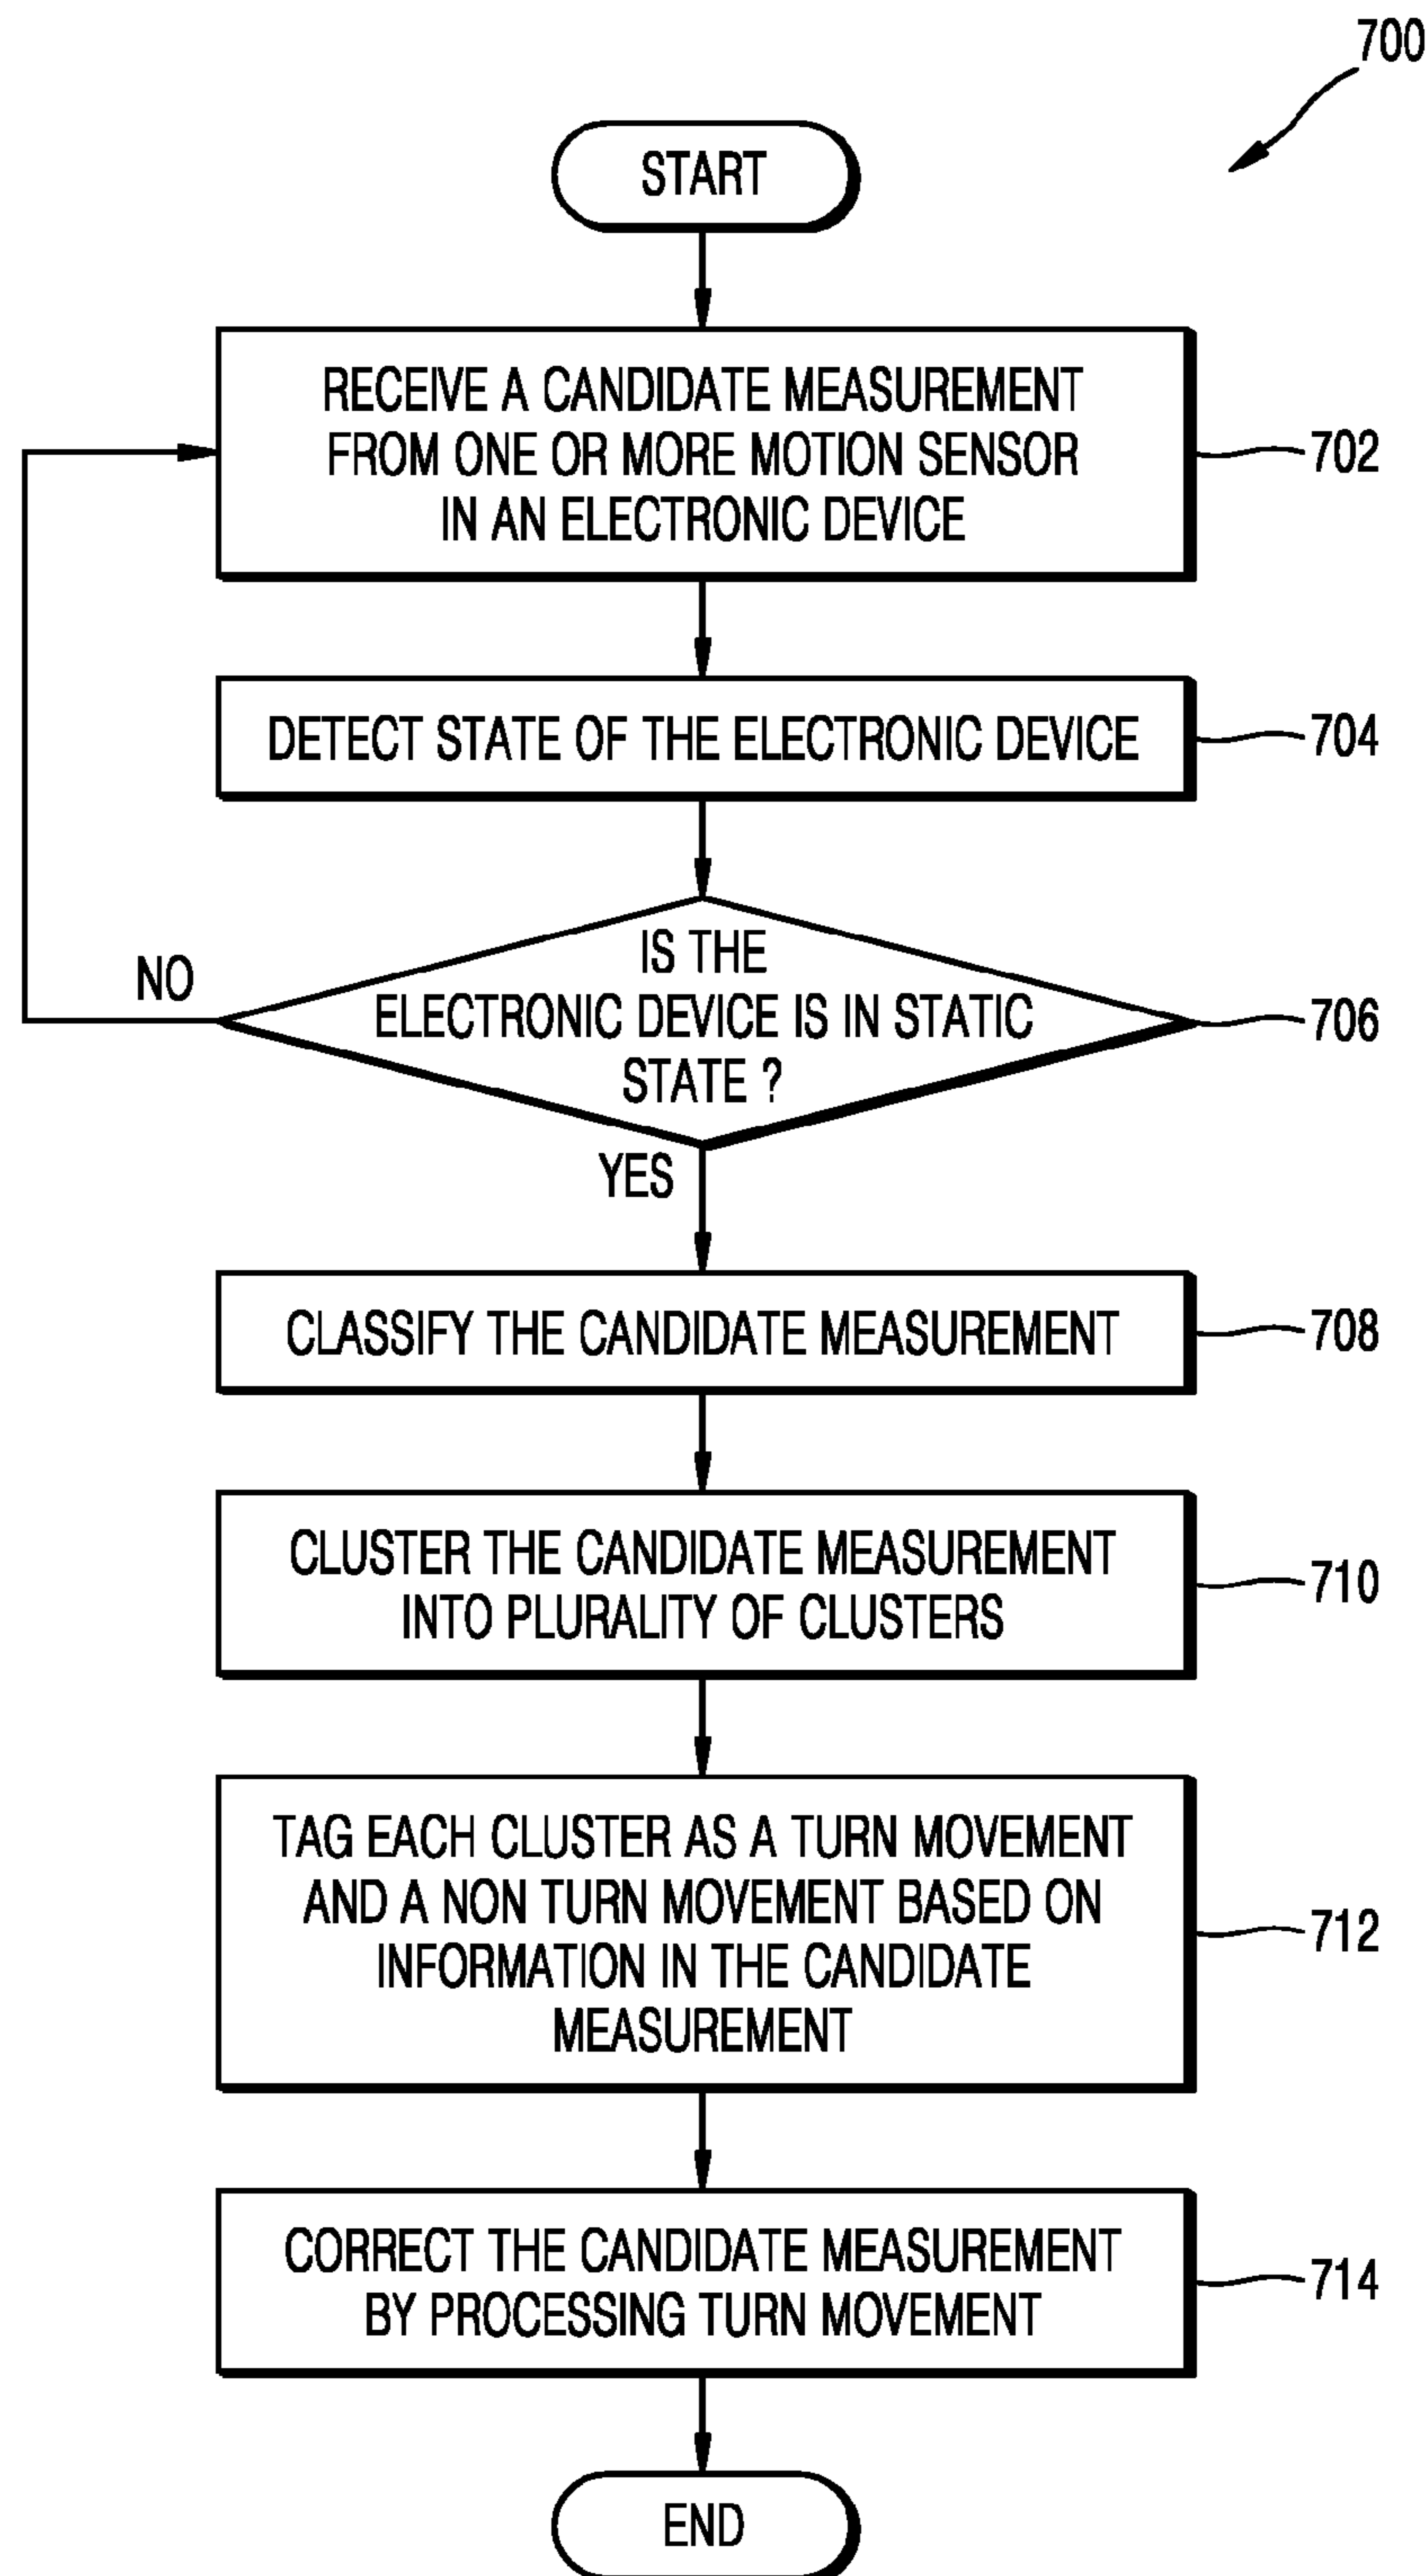 700
START
RECEIVE A CANDIDATE MEASUREMENT
FROM ONE OR MORE MOTION SENSOR
IN AN ELECTRONIC DEVICE
702
DETECT STATE OF THE ELECTRONIC DEVICE
704
IS THE
ELECTRONIC DEVICE IS IN STATIC
STATE ?
706
NO
YES
CLASSIFY THE CANDIDATE MEASUREMENT
708
CLUSTER THE CANDIDATE MEASUREMENT
INTO PLURALITY OF CLUSTERS
710
TAG EACH CLUSTER AS A TURN MOVEMENT
AND A NON TURN MOVEMENT BASED ON
INFORMATION IN THE CANDIDATE
MEASUREMENT
712
CORRECT THE CANDIDATE MEASUREMENT
BY PROCESSING TURN MOVEMENT
714
END